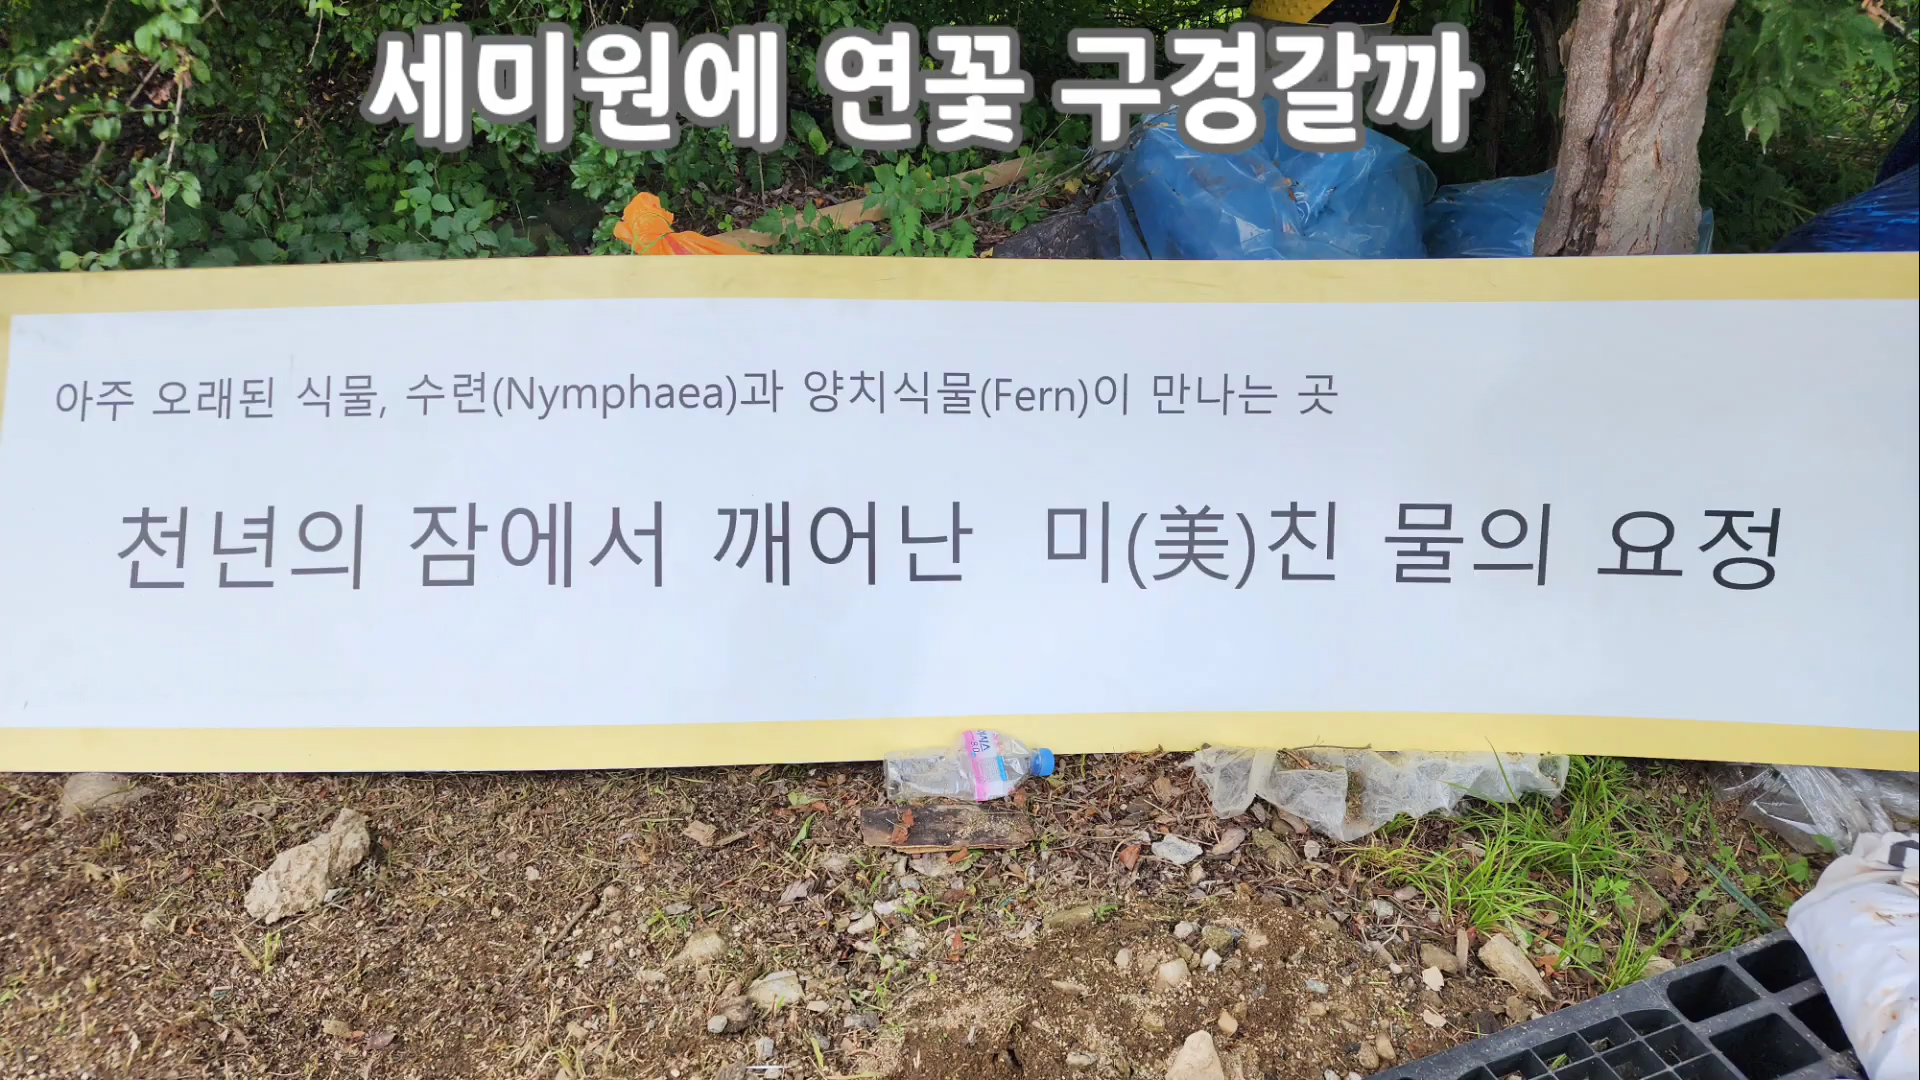 세미원에 연꽃 구경갈까
아주 오래된 식물, 수련(Nymphaea)과 양치식물(Fern)이 만나는 곳
천년의 잠에서 깨어난 미(美)친 물의 요정